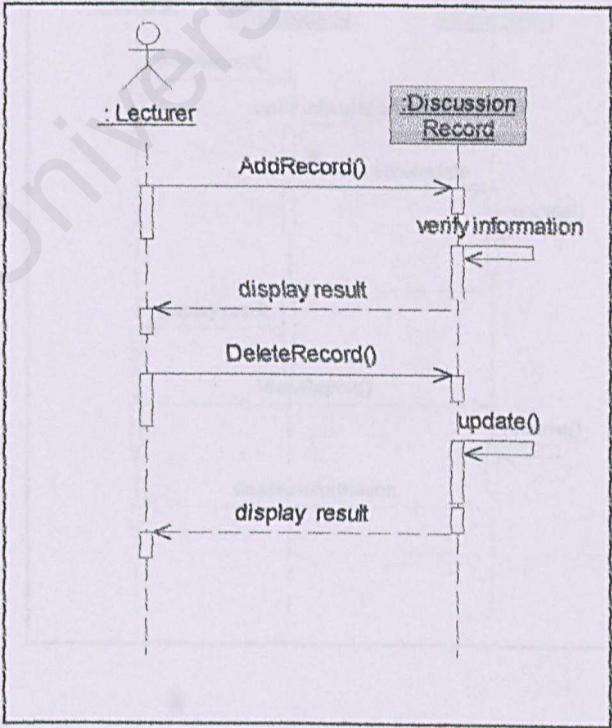 : Lecturer
:Discussion
Record
AddRecord()
verify information
display result
DeleteRecord()
update()
display result